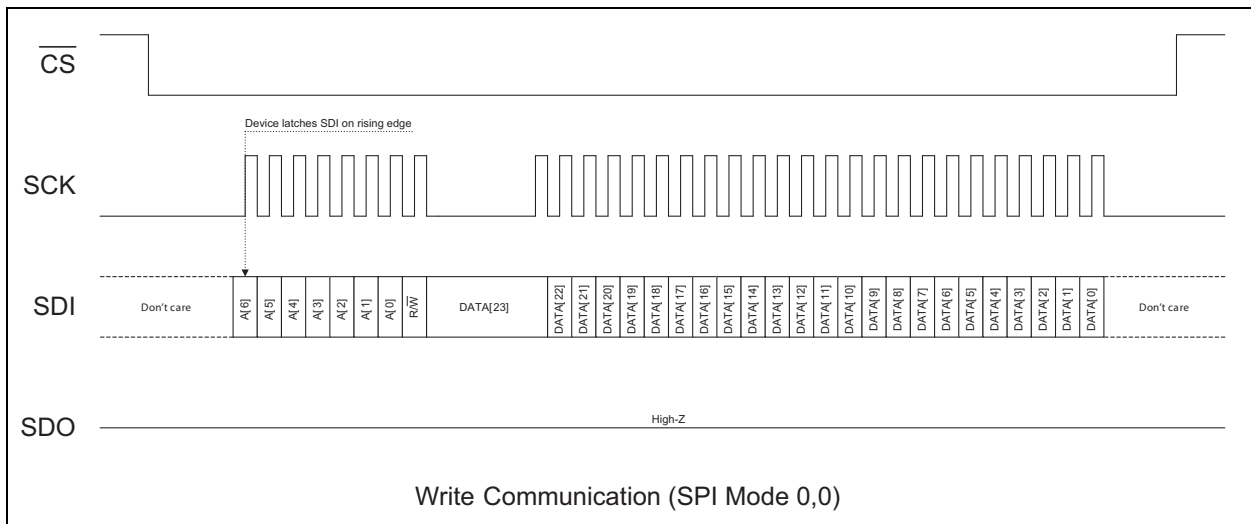 CS
Device latches SDI on rising edge
SCK
SDI
Don't care
A[6]
A[5]
A[4]
A[3]
A[2]
A[1]
A[0]
R/W
DATA[23]
DATA[22]
DATA[21]
DATA[20]
DATA[19]
DATA[18]
DATA[17]
DATA[16]
DATA[15]
DATA[14]
DATA[13]
DATA[12]
DATA[11]
DATA[10]
DATA[9]
DATA[8]
DATA[7]
DATA[6]
DATA[5]
DATA[4]
DATA[3]
DATA[2]
DATA[1]
DATA[0]
Don't care
SDO
High-Z
Write Communication (SPI Mode 0,0)